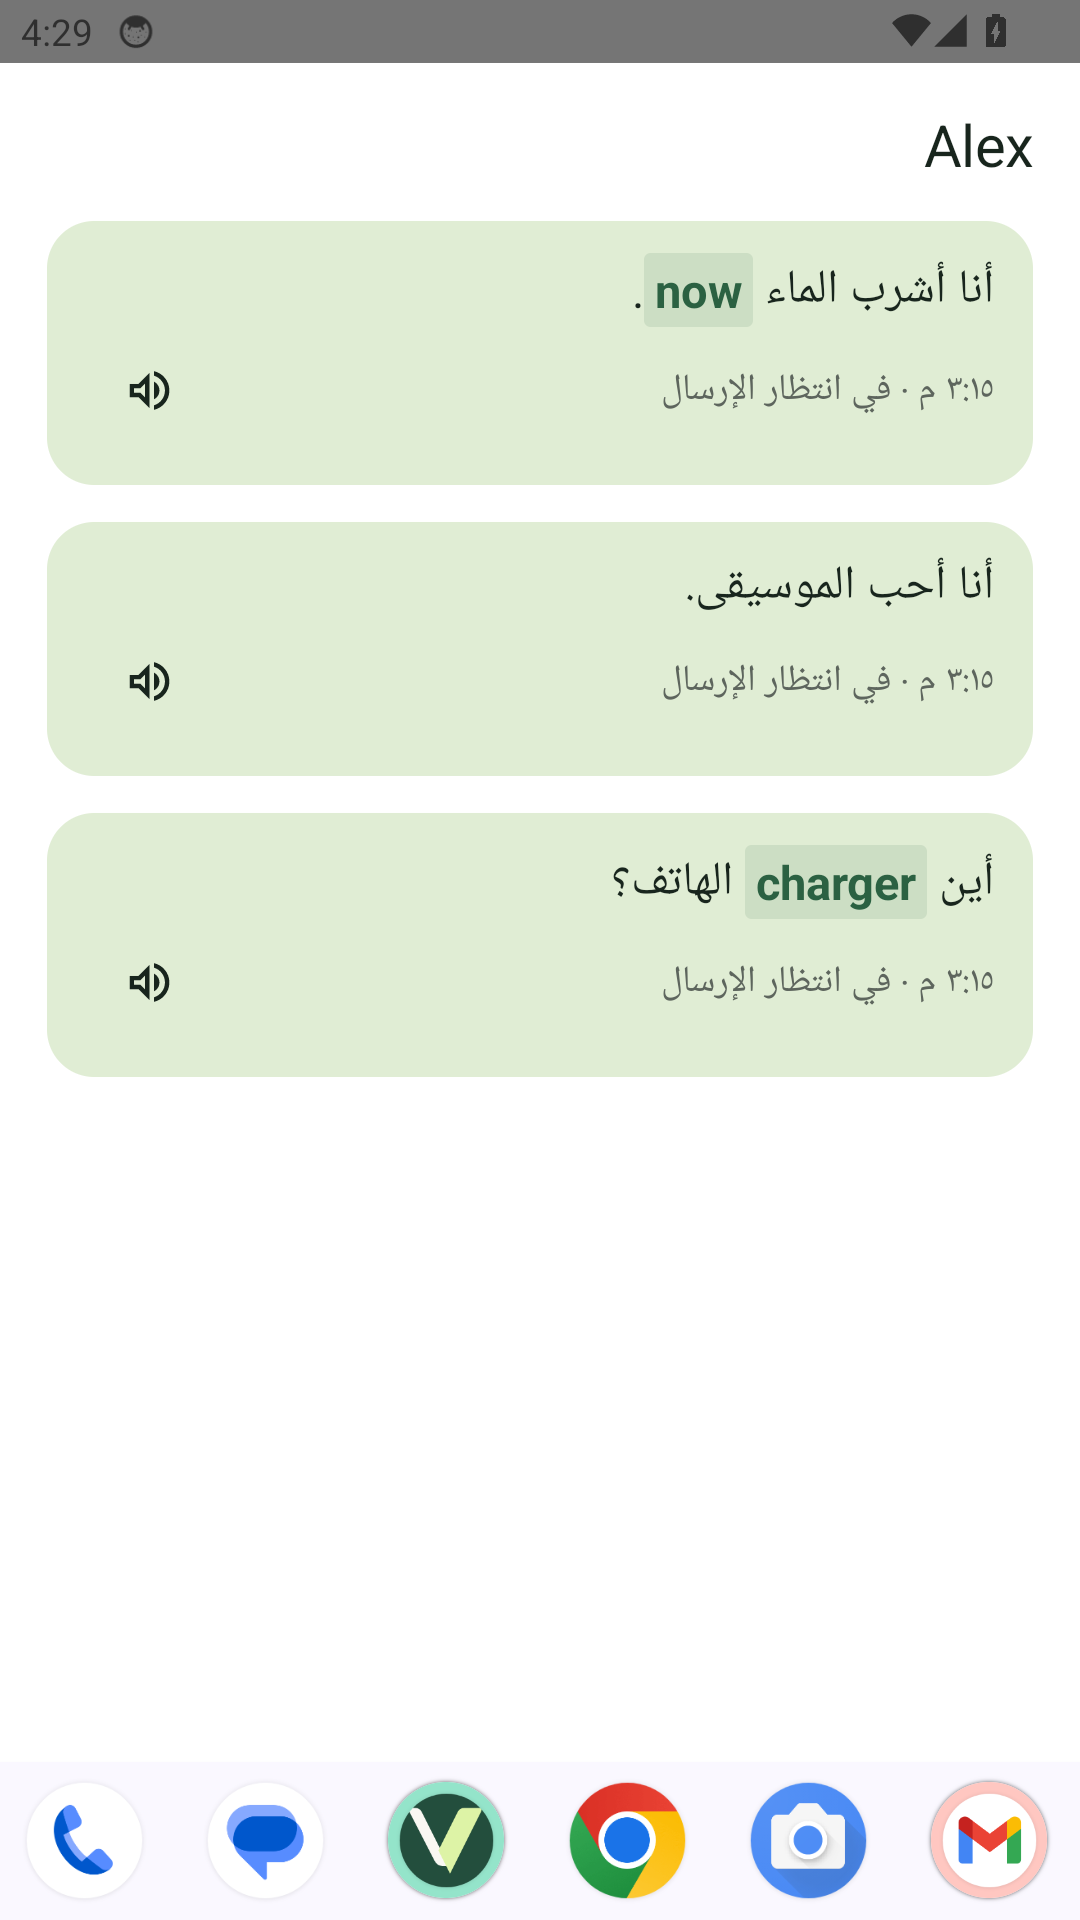 4:29
Alex
أنا أشرب الماء now.
٣:١٥ م · في انتظار الإرسال
أنا أحب الموسيقى.
٣:١٥ م · في انتظار الإرسال
أين charger الهاتف؟
٣:١٥ م · في انتظار الإرسال